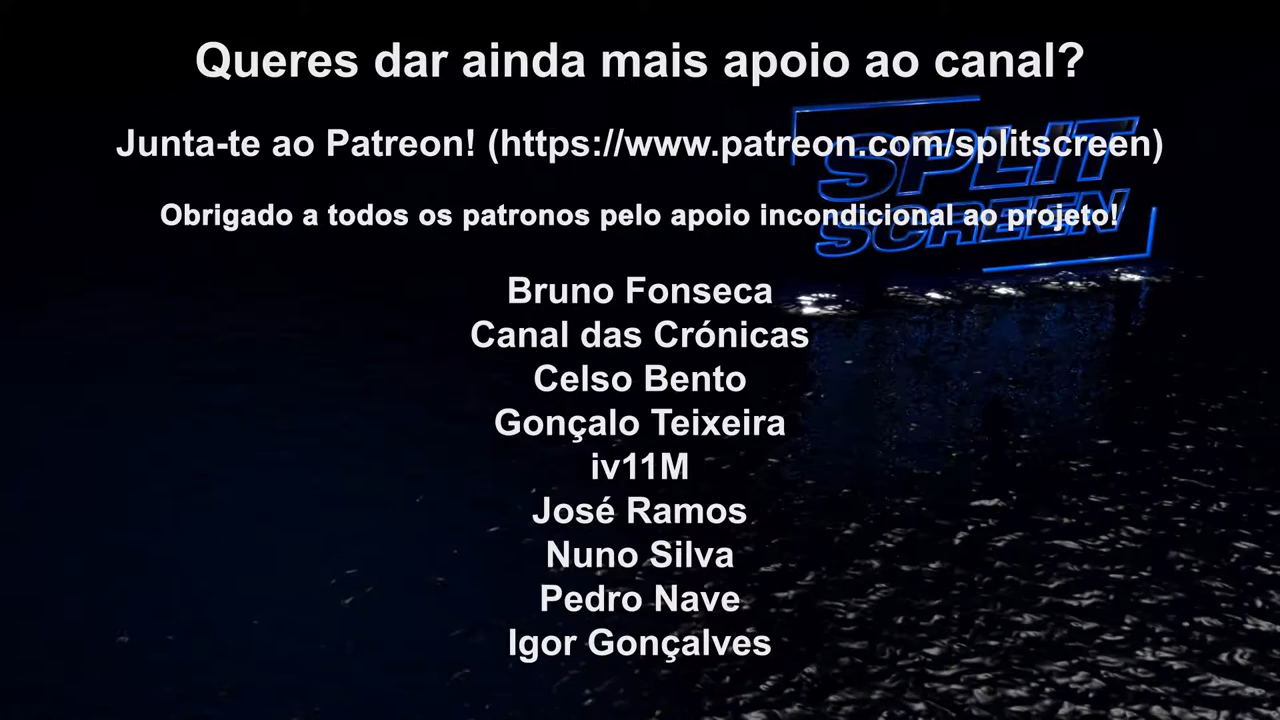 Queres dar ainda mais apoio ao canal?
Junta-te ao Patreon! (https://www.patreon.com/splitscreen)
SPLIT
SCREEN
Obrigado a todos os patronos pelo apoio incondicional ao projeto!
Bruno Fonseca
Canal das Crónicas
Celso Bento
Gonçalo Teixeira
iv11M
José Ramos
Nuno Silva
Pedro Nave
Igor Gonçalves